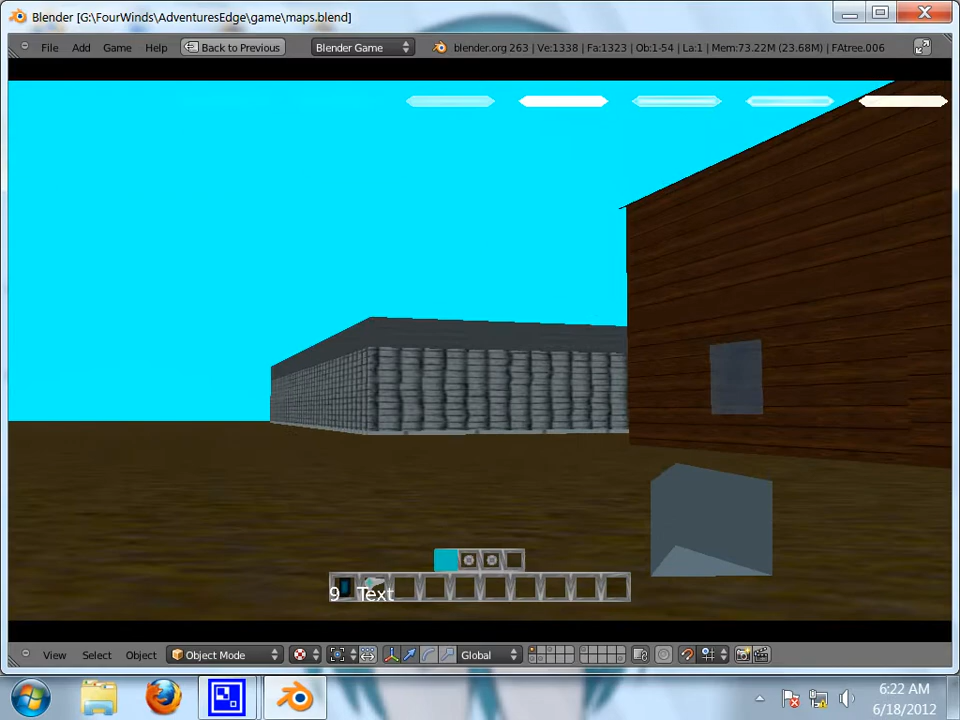 Blender [G:\FourWinds\AdventuresEdge\game\maps.blend]
File Add Game Help Back to Previous Blender Game blender.org 263 | Ve:1338 | Fa:1323 | Ob:1-54 | La:1 | Mem:73.22M (23.68M) | FAtree.006
9 Text
View Select Object Object Mode Global
6:22 AM
6/18/2012